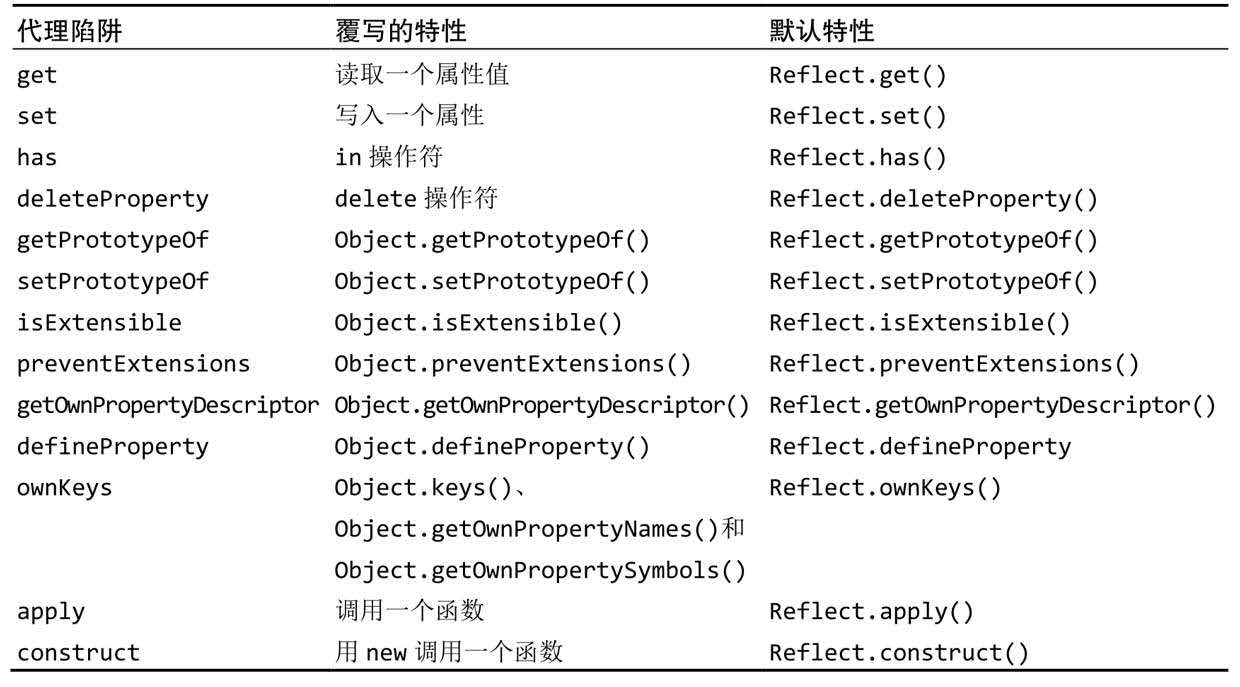 代理陷阱 覆写的特性 默认特性
get 读取一个属性值 Reflect.get()
set 写入一个属性 Reflect.set()
has in 操作符 Reflect.has()
deleteProperty delete 操作符 Reflect.deleteProperty()
getPrototypeOf Object.getPrototypeOf() Reflect.getPrototypeOf()
setPrototypeOf Object.setPrototypeOf() Reflect.setPrototypeOf()
isExtensible Object.isExtensible() Reflect.isExtensible()
preventExtensions Object.preventExtensions() Reflect.preventExtensions()
getOwnPropertyDescriptor Object.getOwnPropertyDescriptor() Reflect.getOwnPropertyDescriptor()
defineProperty Object.defineProperty() Reflect.defineProperty
ownKeys Object.keys()、 Reflect.ownKeys()
Object.getOwnPropertyNames()和
Object.getOwnPropertySymbols()
apply 调用一个函数 Reflect.apply()
construct 用 new 调用一个函数 Reflect.construct()